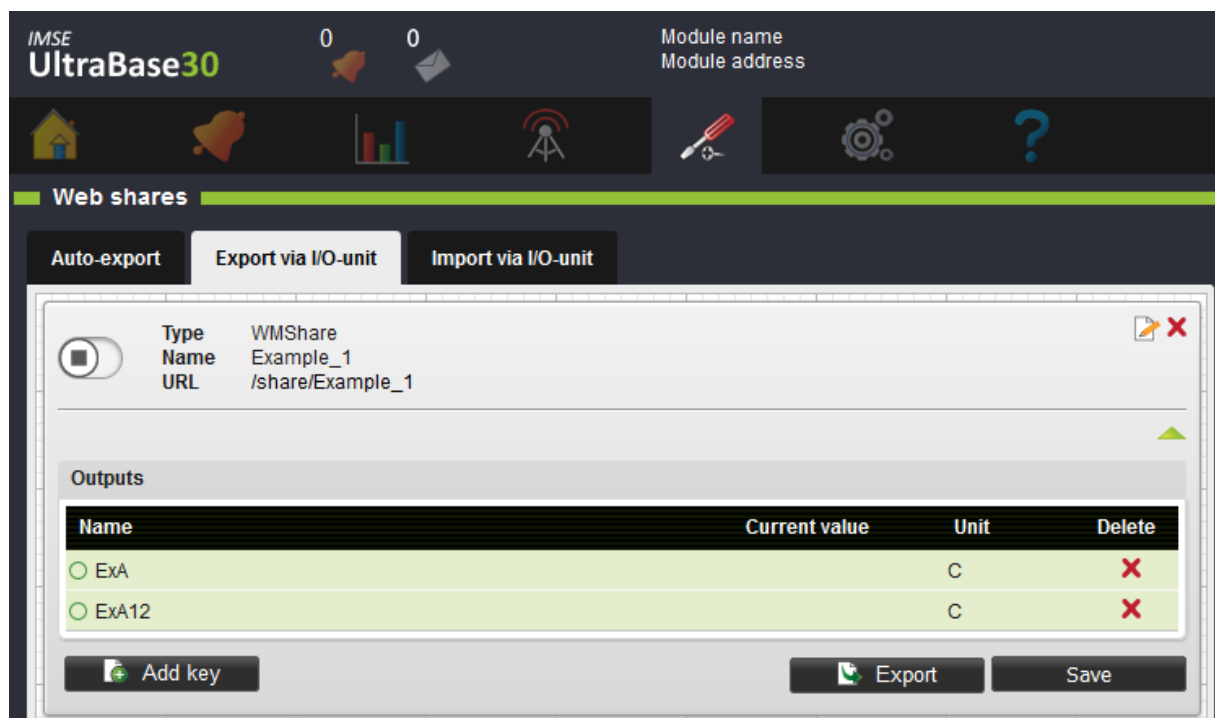 IMSE
UltraBase30
0
0
Module name
Module address
?
Web shares
Auto-export
Export via I/O-unit
Import via I/O-unit
Type WMShare
Name Example_1
URL /share/Example_1
Outputs
Name Current value Unit Delete
ExA C
ExA12 C
Add key
Export
Save